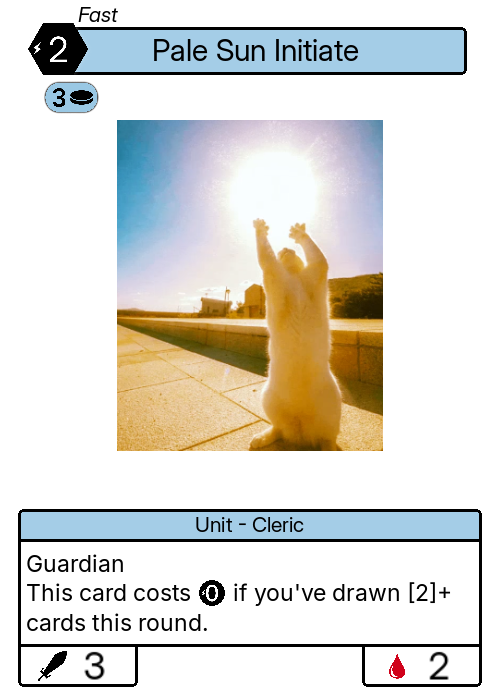 Fast
2
Pale Sun Initiate
3
Unit - Cleric
Guardian
This card costs 0 if you've drawn [2]+
cards this round.
3
2